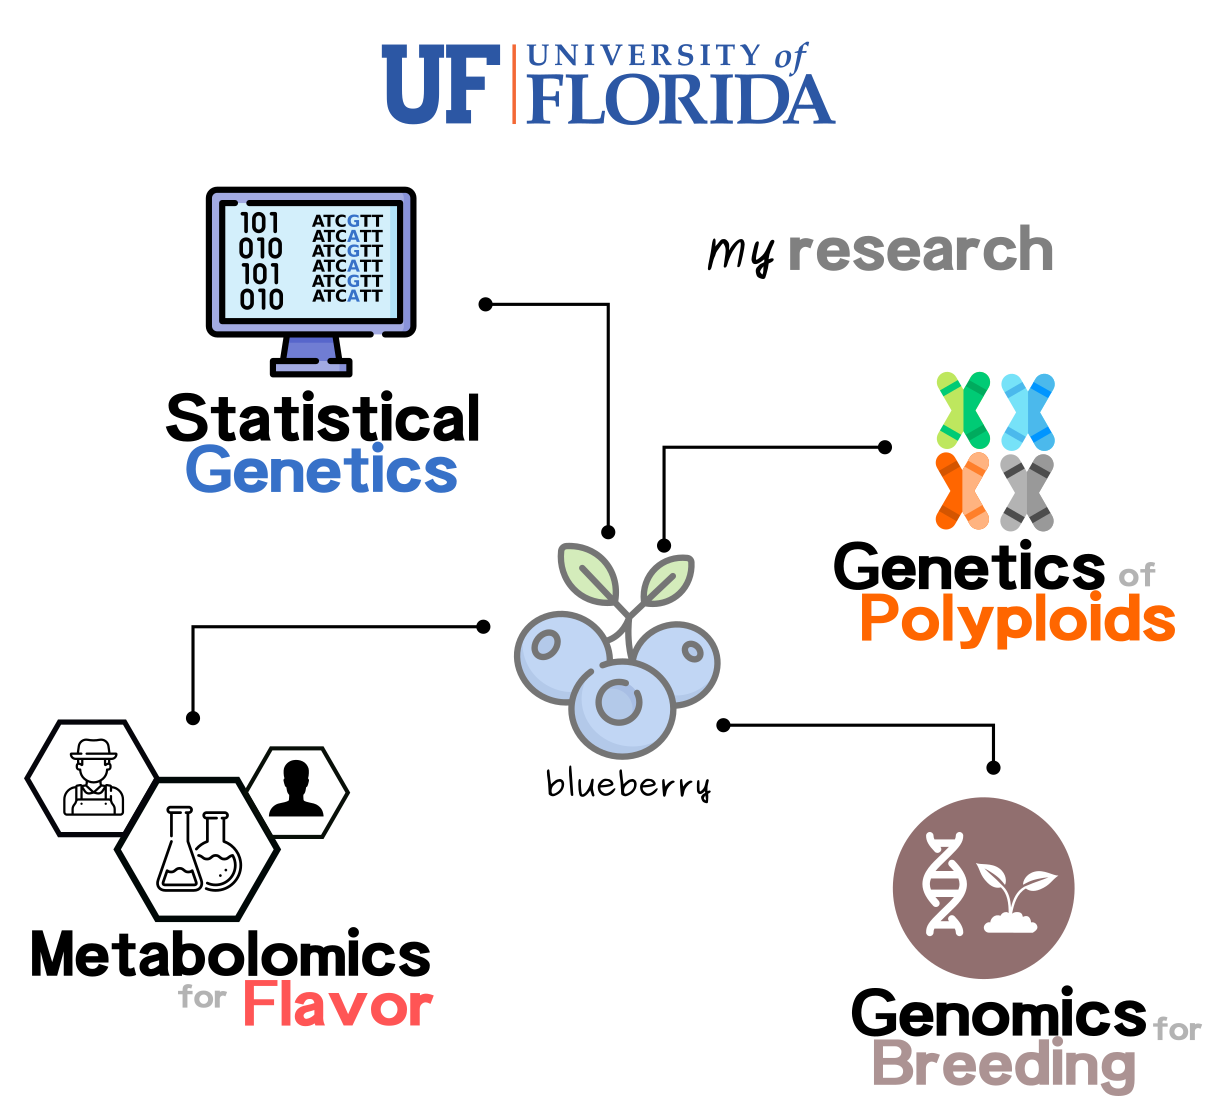 UF UNIVERSITY of
FLORIDA
my research
101
010
101
010
ATCGTT
ATCATT
ATCGTT
ATCATT
ATCGTT
ATCATT
Statistical
Genetics
Genetics of
Polyploids
blueberry
Metabolomics
for Flavor
Genomics for
Breeding